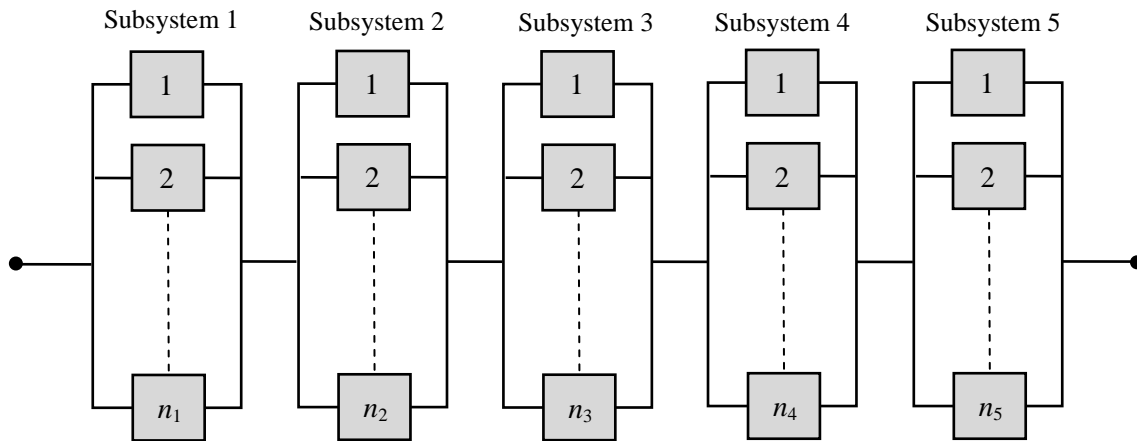 Subsystem 1 Subsystem 2 Subsystem 3 Subsystem 4 Subsystem 5
1 1 1 1 1
2 2 2 2 2
n₁ n₂ n₃ n₄ n₅